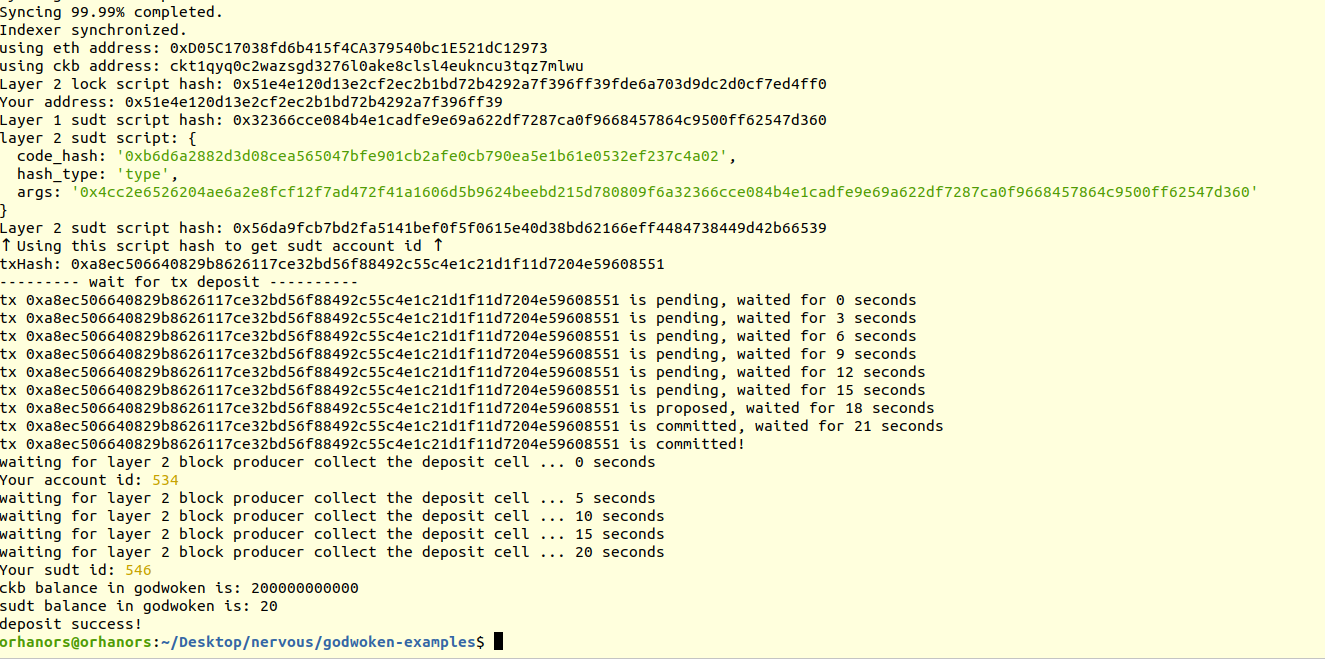 Syncing 99.99% completed.
Indexer synchronized.
using eth address: 0xD05C17038fd6b415f4CA379540bc1E521dC12973
using ckb address: ckt1qyq0c2wazsgd3276l0ake8clsl4eukncu3tqz7mlwu
Layer 2 lock script hash: 0x51e4e120d13e2cf2ec2b1bd72b4292a7f396ff39fde6a703d9dc2d0cf7ed4ff0
Your address: 0x51e4e120d13e2cf2ec2b1bd72b4292a7f396ff39
Layer 1 sudt script hash: 0x32366cce084b4e1cadfe9e69a622df7287ca0f9668457864c9500ff62547d360
layer 2 sudt script: {
  code_hash: '0xb6d6a2882d3d08cea565047bfe901cb2afe0cb790ea5e1b61e0532ef237c4a02',
  hash_type: 'type',
  args: '0x4cc2e6526204ae6a2e8fcf12f7ad472f41a1606d5b9624beebd215d780809f6a32366cce084b4e1cadfe9e69a622df7287ca0f9668457864c9500ff62547d360'
}
Layer 2 sudt script hash: 0x56da9fcb7bd2fa5141bef0f5f0615e40d38bd62166eff4484738449d42b66539
↑ Using this script hash to get sudt account id ↑
txHash: 0xa8ec506640829b8626117ce32bd56f88492c55c4e1c21d1f11d7204e59608551
--------- wait for tx deposit ----------
tx 0xa8ec506640829b8626117ce32bd56f88492c55c4e1c21d1f11d7204e59608551 is pending, waited for 0 seconds
tx 0xa8ec506640829b8626117ce32bd56f88492c55c4e1c21d1f11d7204e59608551 is pending, waited for 3 seconds
tx 0xa8ec506640829b8626117ce32bd56f88492c55c4e1c21d1f11d7204e59608551 is pending, waited for 6 seconds
tx 0xa8ec506640829b8626117ce32bd56f88492c55c4e1c21d1f11d7204e59608551 is pending, waited for 9 seconds
tx 0xa8ec506640829b8626117ce32bd56f88492c55c4e1c21d1f11d7204e59608551 is pending, waited for 12 seconds
tx 0xa8ec506640829b8626117ce32bd56f88492c55c4e1c21d1f11d7204e59608551 is pending, waited for 15 seconds
tx 0xa8ec506640829b8626117ce32bd56f88492c55c4e1c21d1f11d7204e59608551 is proposed, waited for 18 seconds
tx 0xa8ec506640829b8626117ce32bd56f88492c55c4e1c21d1f11d7204e59608551 is committed, waited for 21 seconds
tx 0xa8ec506640829b8626117ce32bd56f88492c55c4e1c21d1f11d7204e59608551 is committed!
waiting for layer 2 block producer collect the deposit cell ... 0 seconds
Your account id: 534
waiting for layer 2 block producer collect the deposit cell ... 5 seconds
waiting for layer 2 block producer collect the deposit cell ... 10 seconds
waiting for layer 2 block producer collect the deposit cell ... 15 seconds
waiting for layer 2 block producer collect the deposit cell ... 20 seconds
Your sudt id: 546
ckb balance in godwoken is: 200000000000
sudt balance in godwoken is: 20
deposit success!
orhanors@orhanors:~/Desktop/nervous/godwoken-examples$